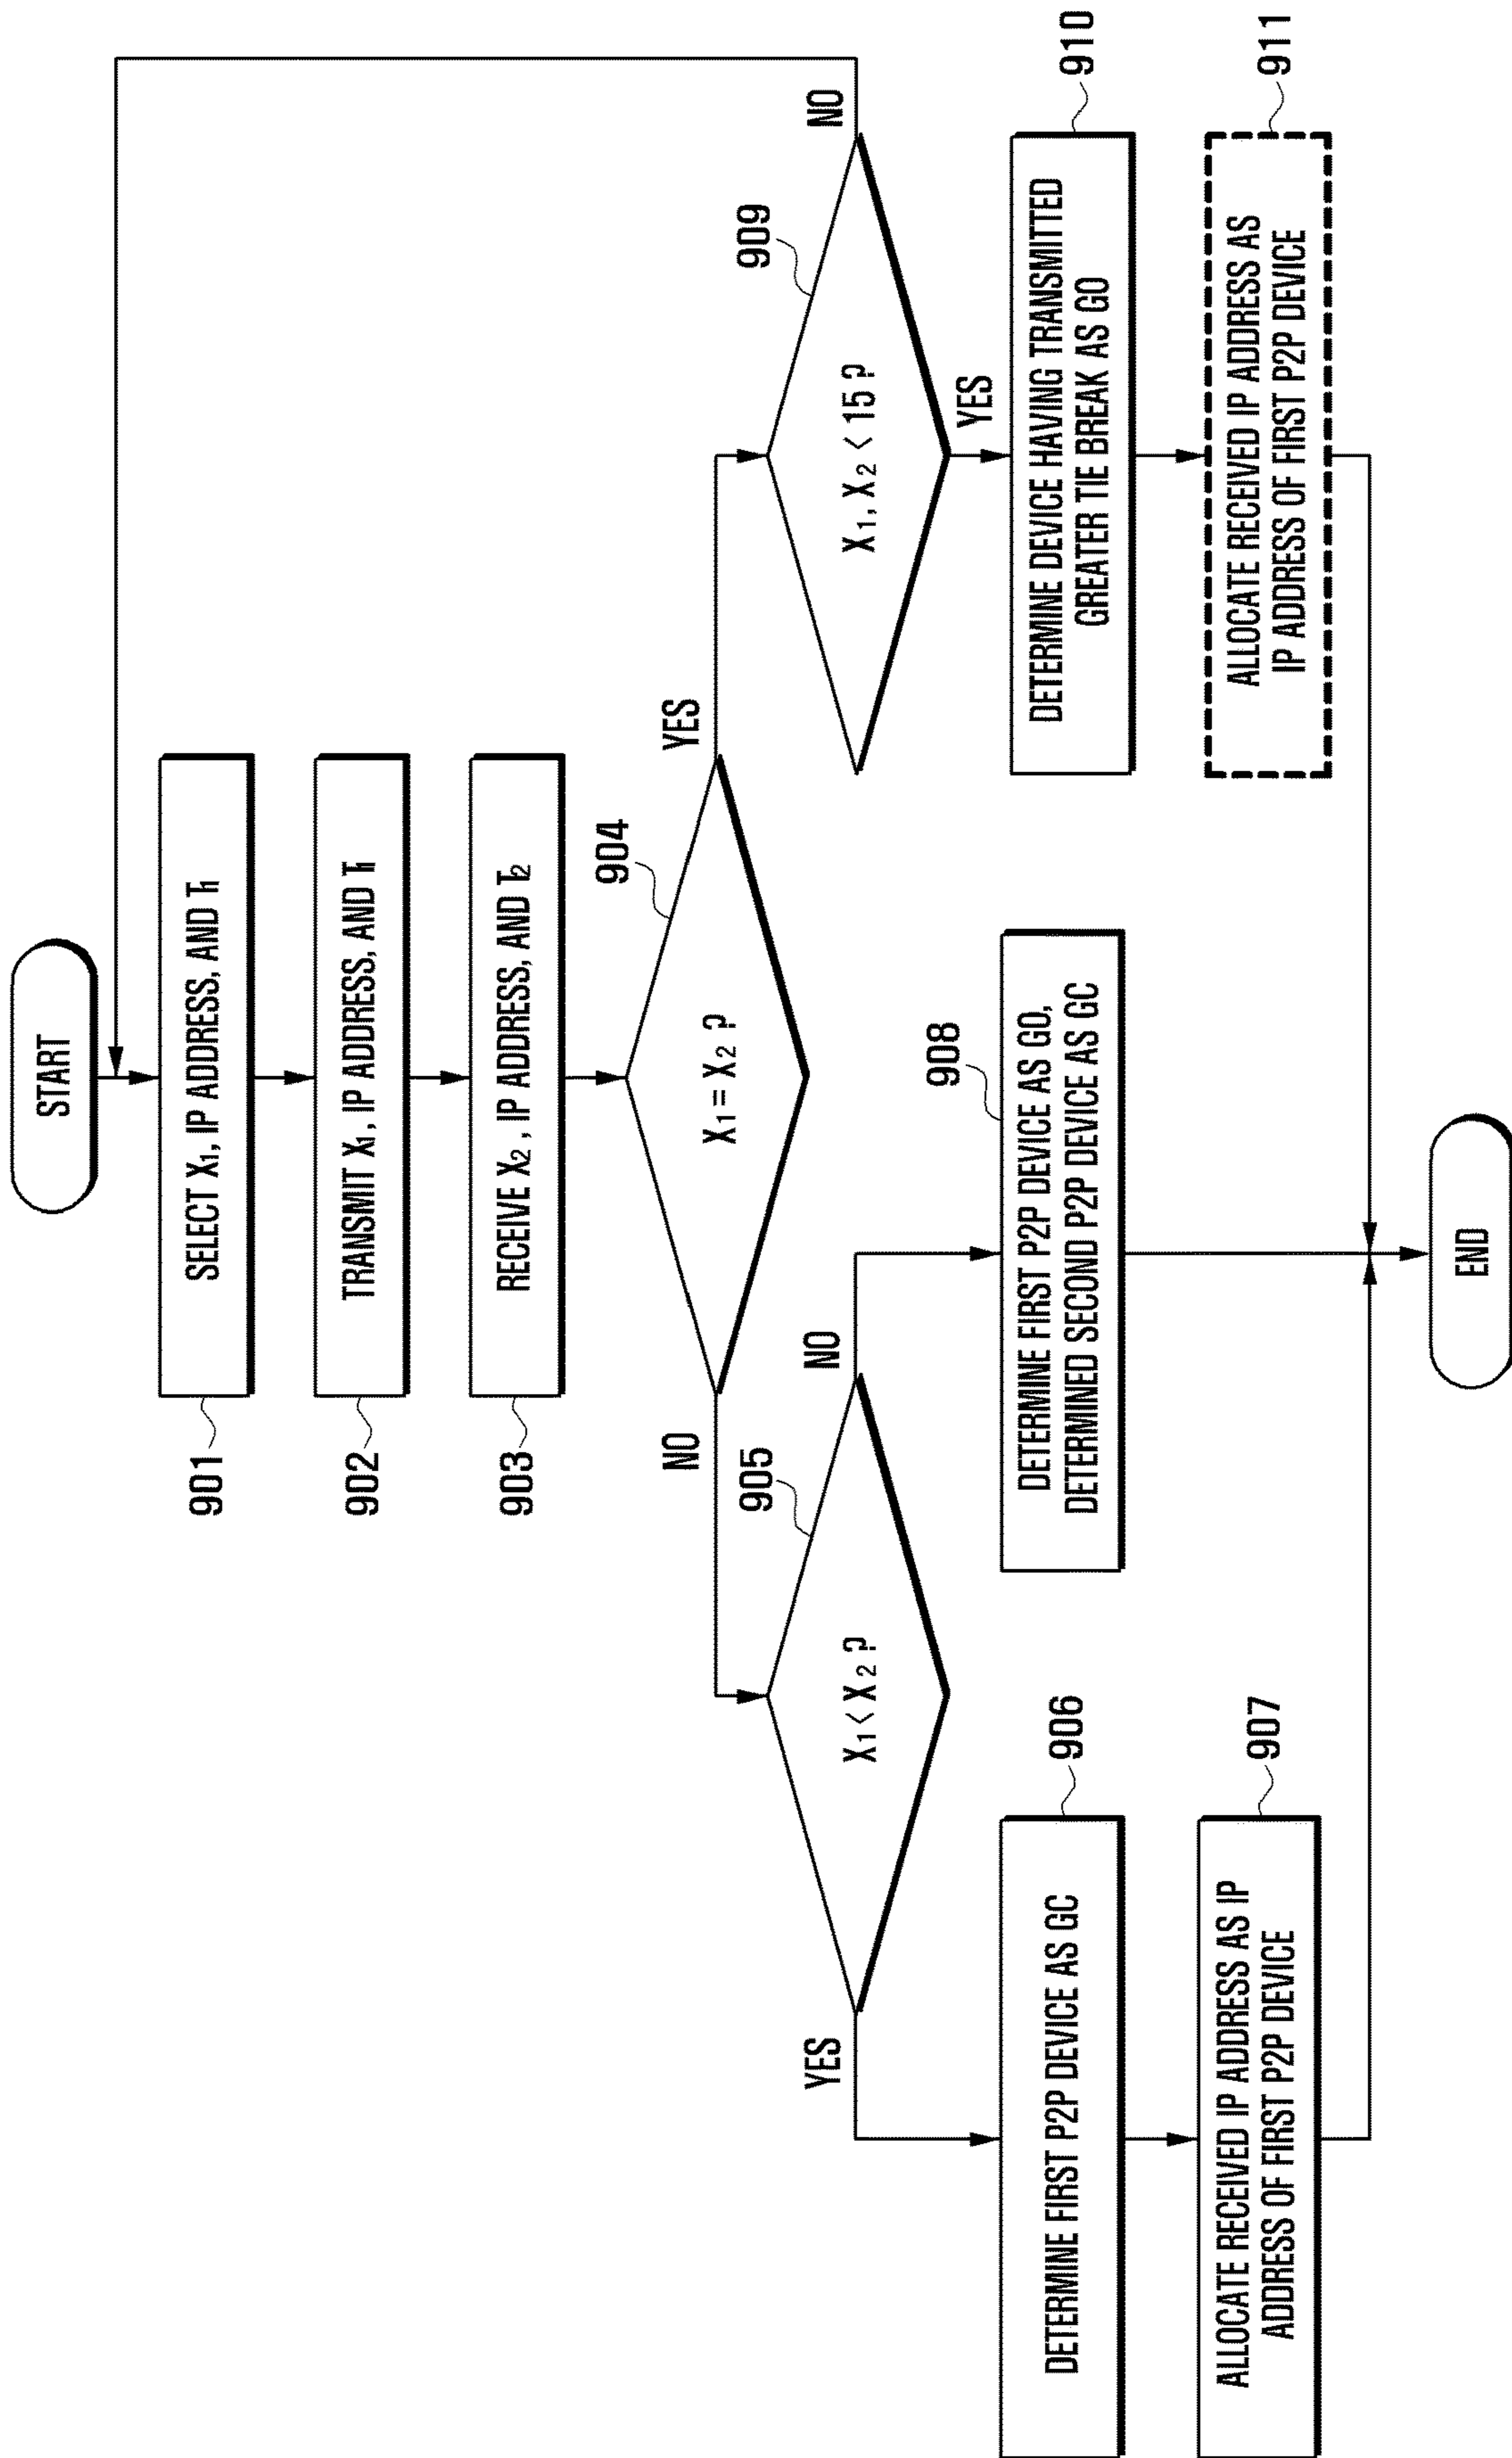 START
901
SELECT X1, IP ADDRESS, AND T1
902
TRANSMIT X1, IP ADDRESS, AND T1
903
RECEIVE X2, IP ADDRESS, AND T2
904
X1 = X2 ?
NO
YES
905
X1 < X2 ?
YES
NO
906
DETERMINE FIRST P2P DEVICE AS GC
907
ALLOCATE RECEIVED IP ADDRESS AS IP
ADDRESS OF FIRST P2P DEVICE
908
DETERMINE FIRST P2P DEVICE AS GO,
DETERMINED SECOND P2P DEVICE AS GC
909
X1, X2 < 15 ?
NO
YES
910
DETERMINE DEVICE HAVING TRANSMITTED
GREATER TIE BREAK AS GO
911
ALLOCATE RECEIVED IP ADDRESS AS
IP ADDRESS OF FIRST P2P DEVICE
END